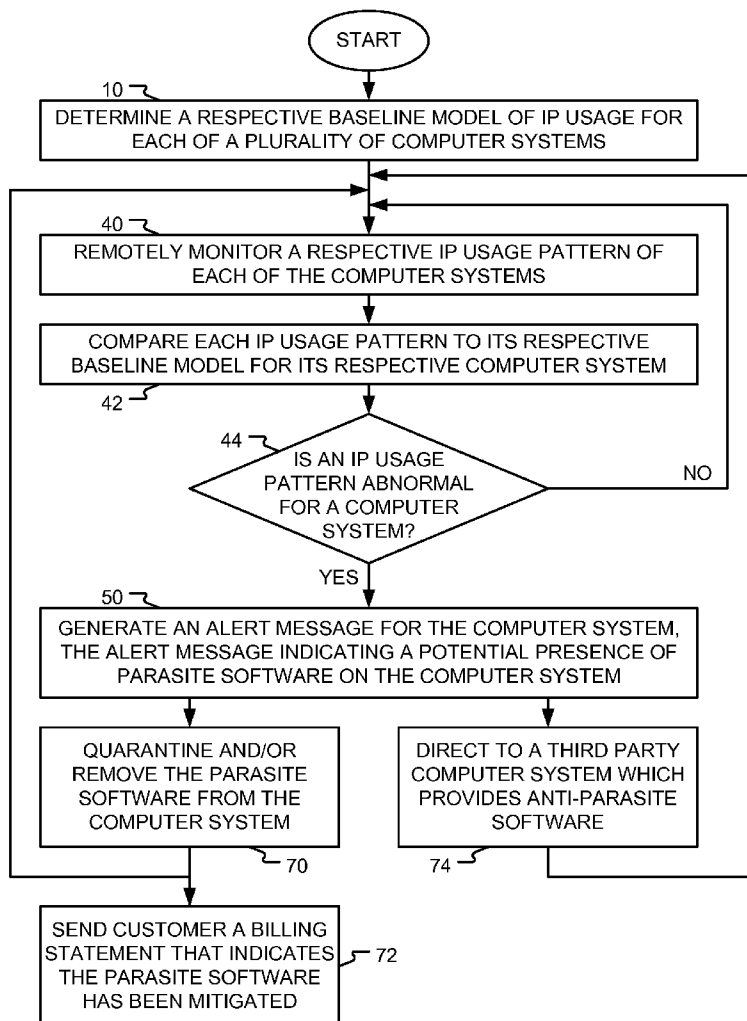 START
10
DETERMINE A RESPECTIVE BASELINE MODEL OF IP USAGE FOR
EACH OF A PLURALITY OF COMPUTER SYSTEMS
40
REMOTELY MONITOR A RESPECTIVE IP USAGE PATTERN OF
EACH OF THE COMPUTER SYSTEMS
COMPARE EACH IP USAGE PATTERN TO ITS RESPECTIVE
BASELINE MODEL FOR ITS RESPECTIVE COMPUTER SYSTEM
42
44
IS AN IP USAGE
PATTERN ABNORMAL
FOR A COMPUTER
SYSTEM?
NO
YES
50
GENERATE AN ALERT MESSAGE FOR THE COMPUTER SYSTEM,
THE ALERT MESSAGE INDICATING A POTENTIAL PRESENCE OF
PARASITE SOFTWARE ON THE COMPUTER SYSTEM
QUARANTINE AND/OR
REMOVE THE PARASITE
SOFTWARE FROM THE
COMPUTER SYSTEM
70
DIRECT TO A THIRD PARTY
COMPUTER SYSTEM WHICH
PROVIDES ANTI-PARASITE
SOFTWARE
74
SEND CUSTOMER A BILLING
STATEMENT THAT INDICATES
THE PARASITE SOFTWARE
HAS BEEN MITIGATED
72